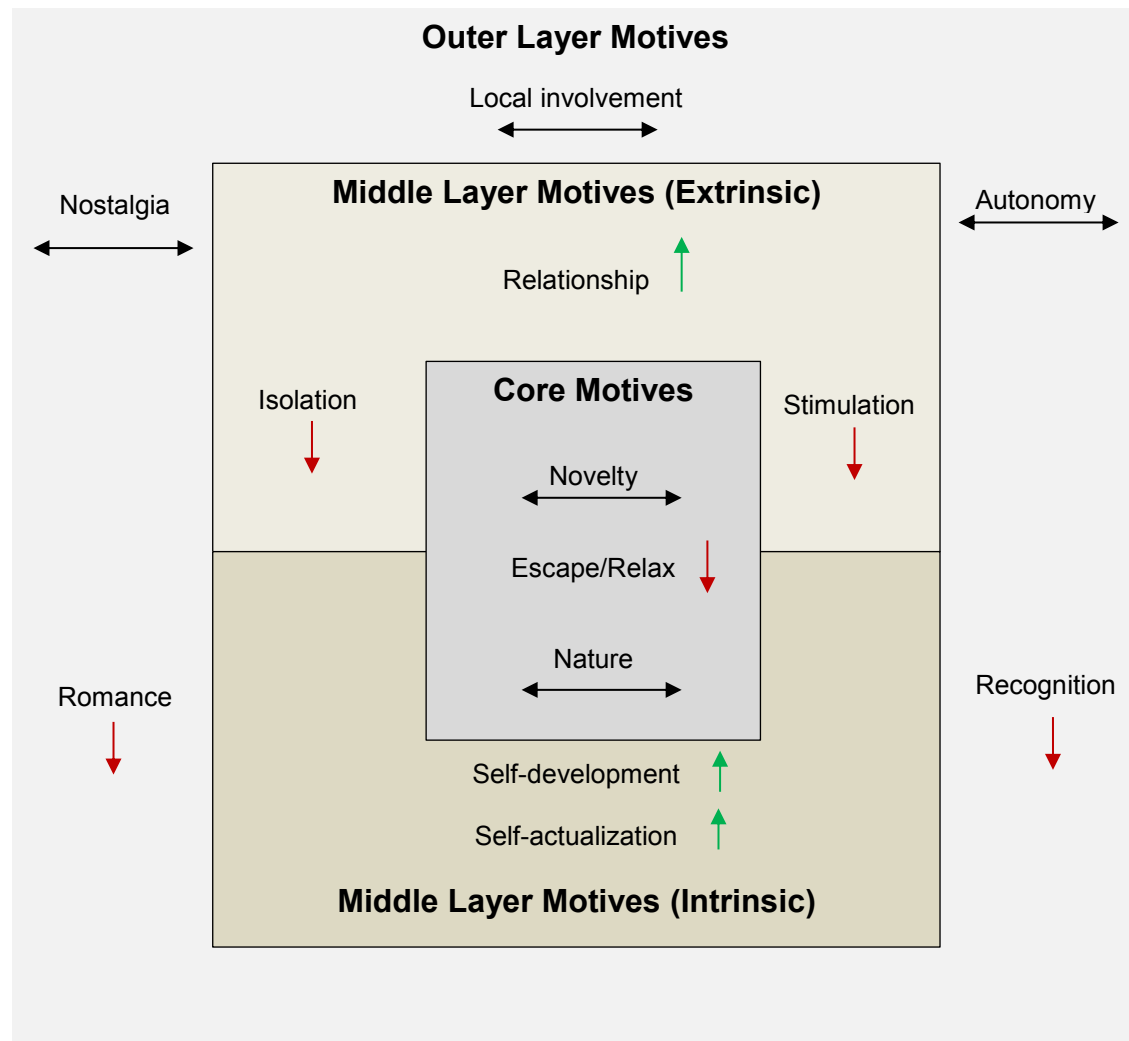 Outer Layer Motives
Local involvement
Middle Layer Motives (Extrinsic)
Nostalgia
Autonomy
Relationship
Core Motives
Isolation
Stimulation
Novelty
Escape/Relax
Nature
Romance
Recognition
Self-development
Self-actualization
Middle Layer Motives (Intrinsic)